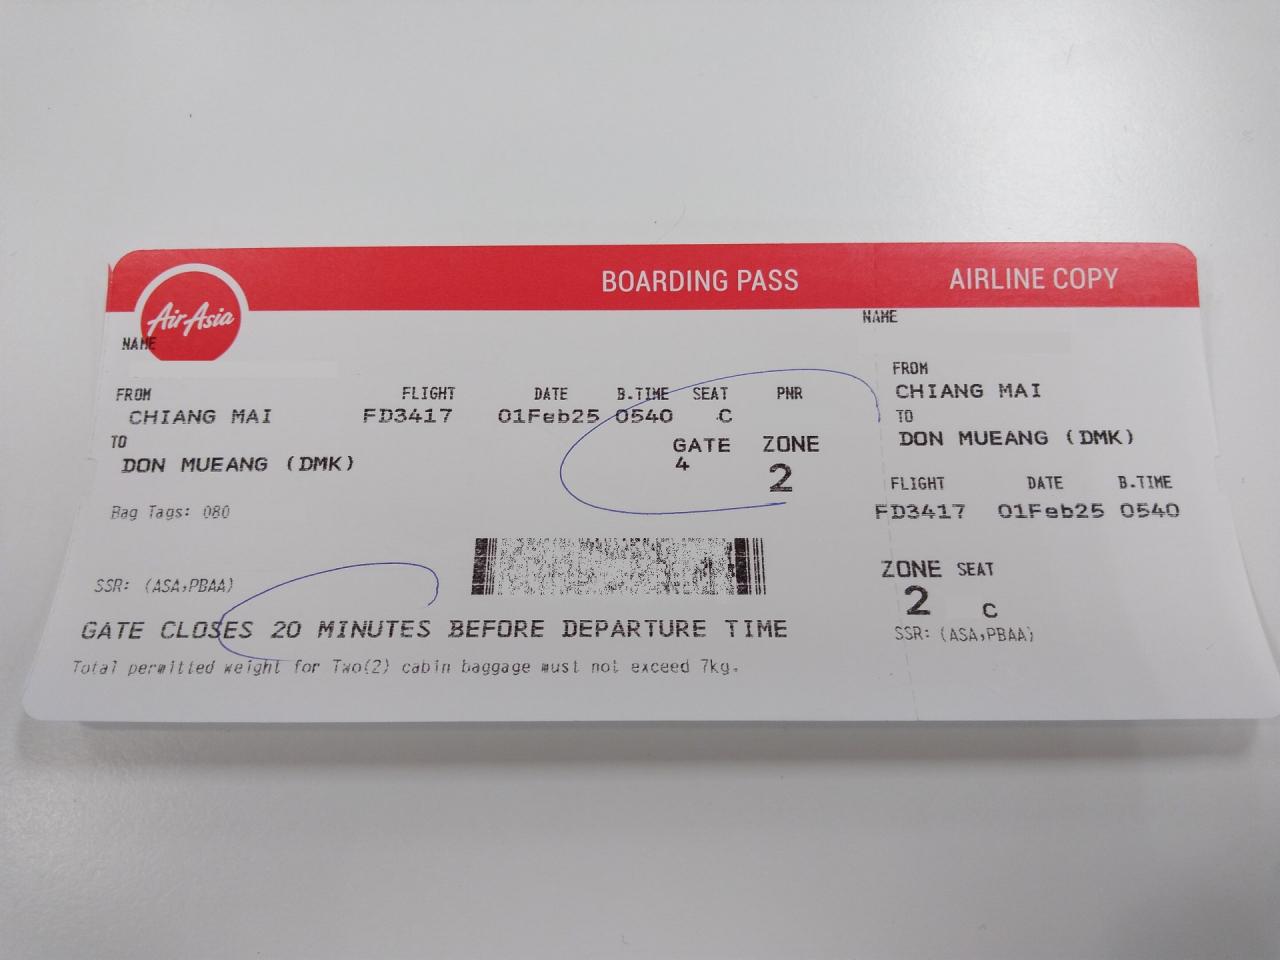 BOARDING PASS
AIRLINE COPY
AirAsia
NAME
FROM FLIGHT DATE B.TIME SEAT PNR
CHIANG MAI FD3417 01Feb25 0540 C
TO GATE ZONE
DON MUEANG (DMK) 4 2
Bag Tags: 080
SSR: (ASA,PBAA)
GATE CLOSES 20 MINUTES BEFORE DEPARTURE TIME
Total permitted weight for Two(2) cabin baggage must not exceed 7kg.
NAME
FROM
CHIANG MAI
TO
DON MUEANG (DMK)
FLIGHT DATE B.TIME
FD3417 01Feb25 0540
ZONE SEAT
2 C
SSR: (ASA,PBAA)